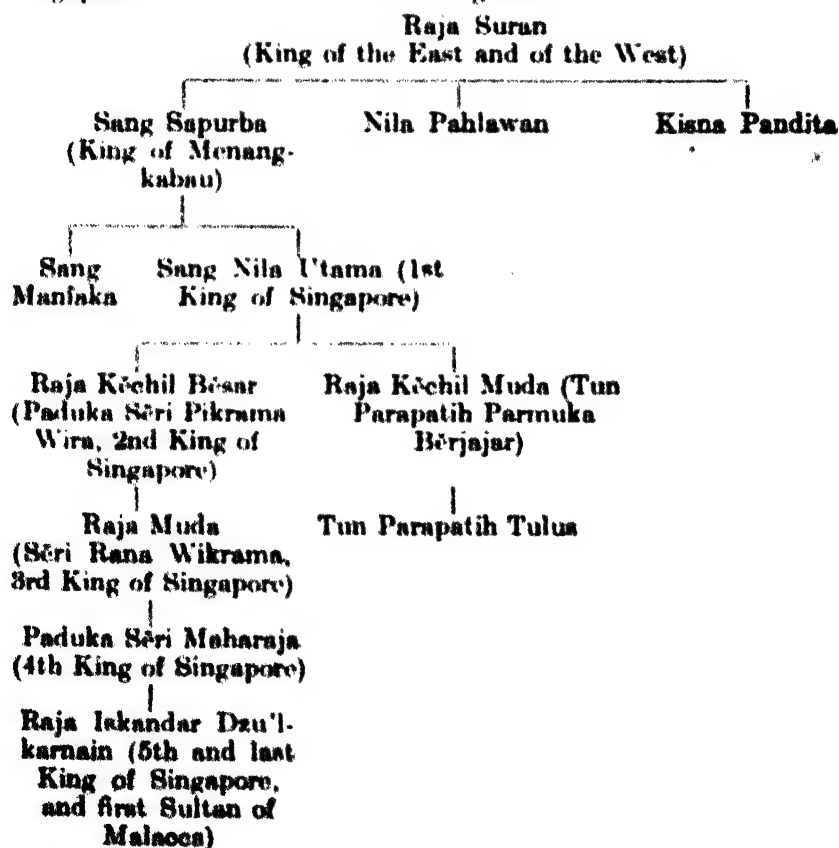 Raja Suran
(King of the East and of the West)
Sang Sapurba Nila Pahlawan Kisna Pandita
(King of Menang-
kabau)
Sang Sang Nila Utama (1st
Maniaka King of Singapore)
Raja Kĕchil Bĕsar Raja Kĕchil Muda (Tun
(Paduka Sĕri Pikrama Parapatih Parmuka
Wira, 2nd King of Bĕrjajar)
Singapore)
Raja Muda Tun Parapatih Tulus
(Sĕri Rana Wikrama,
3rd King of Singapore)
Paduka Sĕri Maharaja
(4th King of Singapore)
Raja Iskandar Dzu'l-
karnain (5th and last
King of Singapore,
and first Sultan of
Malacca)